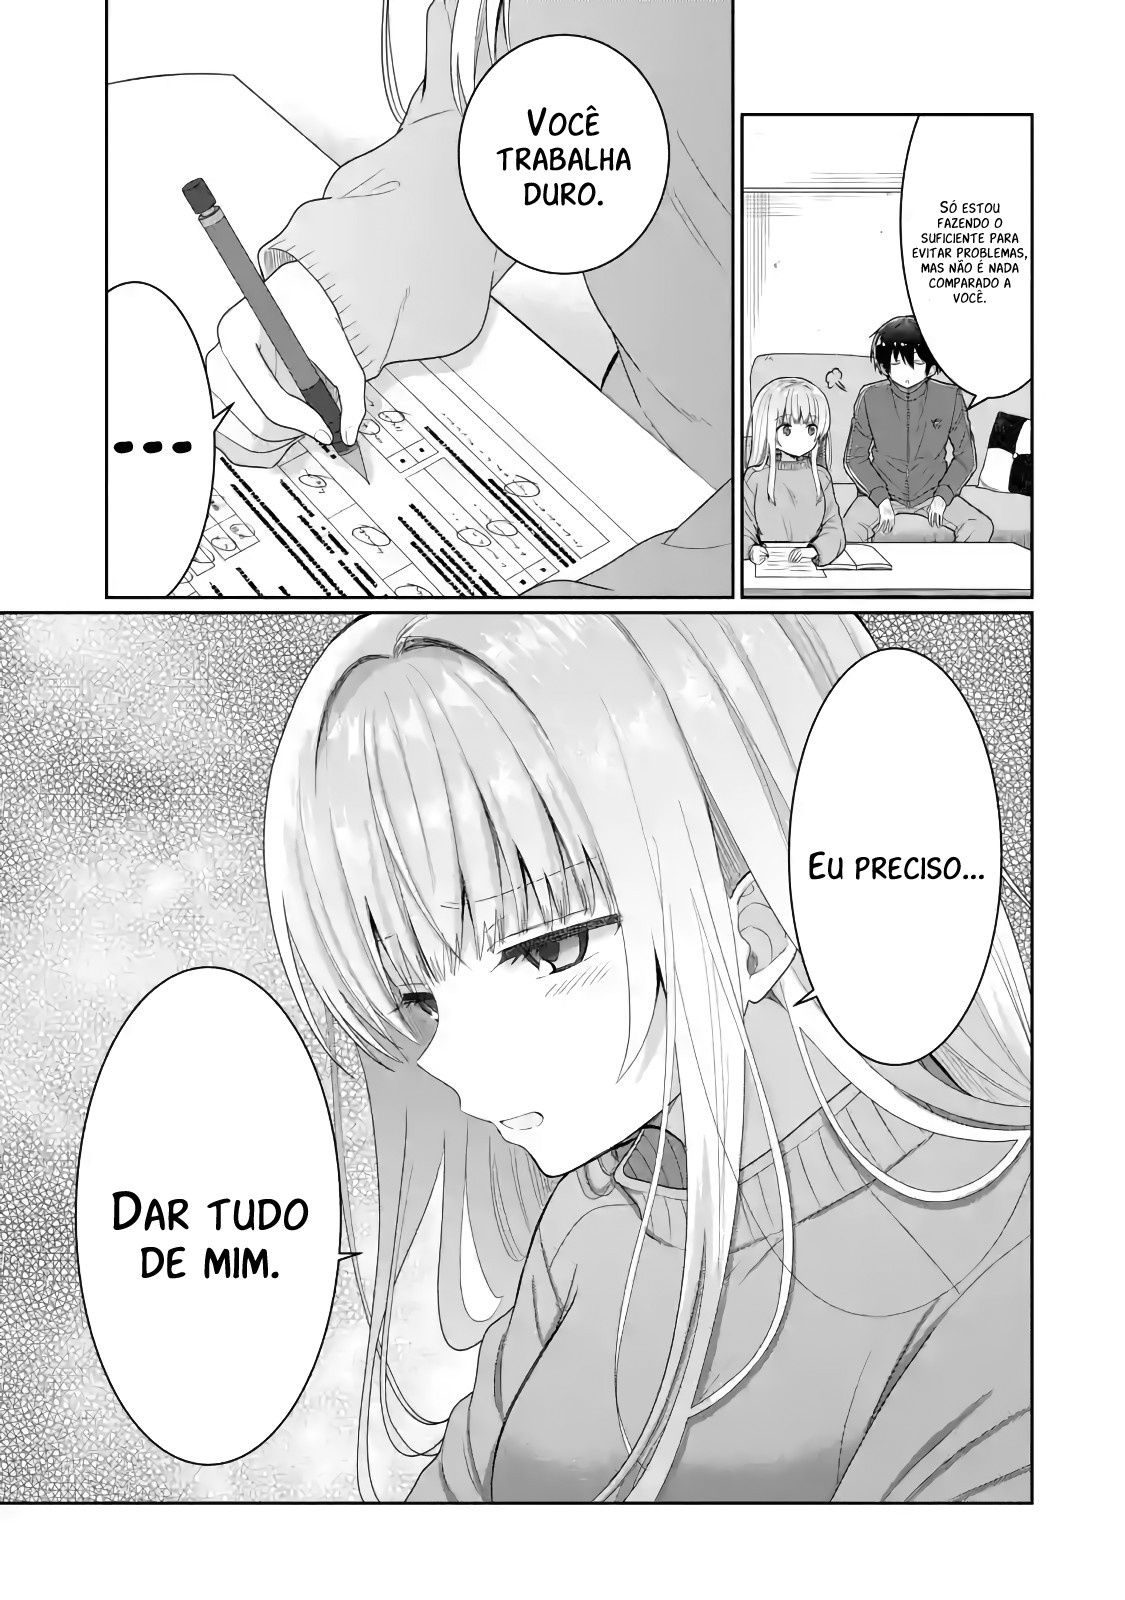 SÓ ESTOU
FAZENDO O
SUFICIENTE PARA
EVITAR PROBLEMAS,
MAS NÃO É NADA
COMPARADO A
VOCÊ.
VOCÊ
TRABALHA
DURO.
---
EU PRECISO...
DAR TUDO
DE MIM.